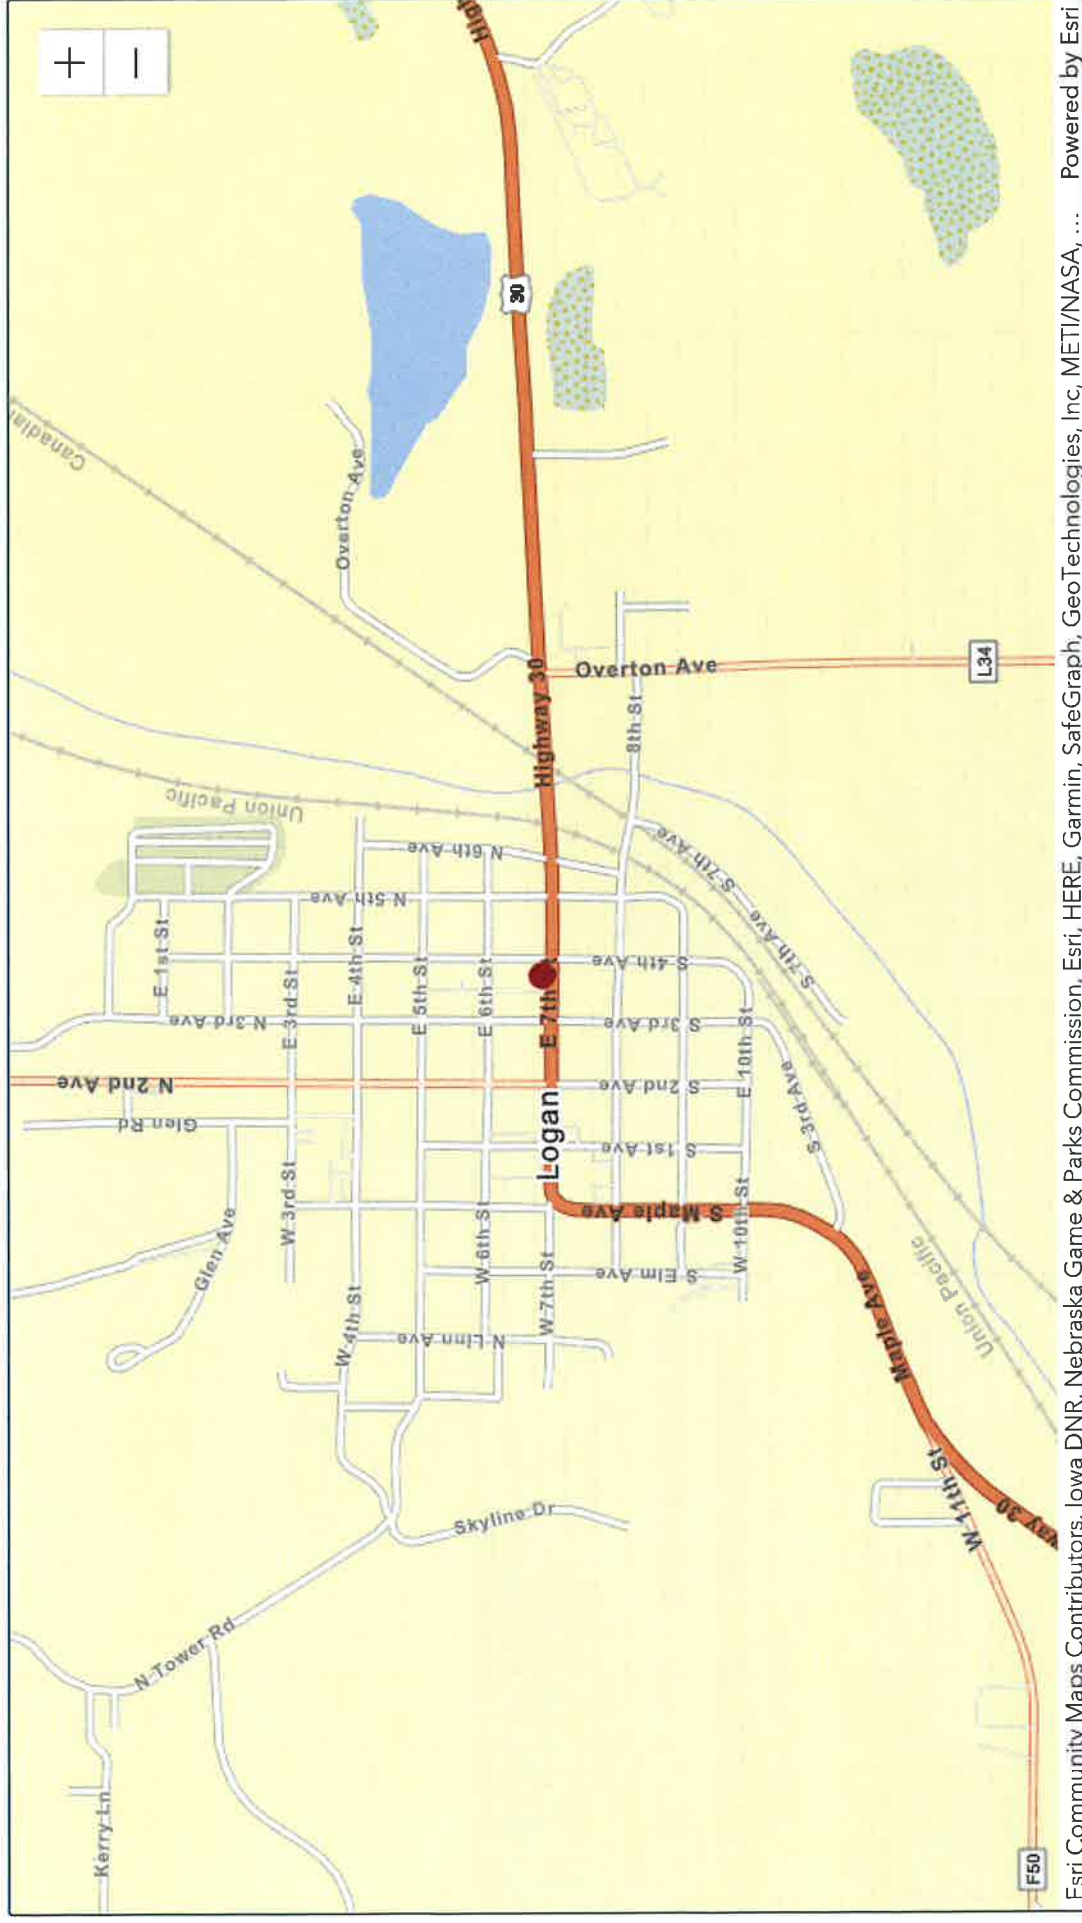 +
−
High
30
Canadian
Overton Ave
Highway 30
Overton Ave
L34
8th St
Union Pacific
N 6th Ave
N 5th Ave
S 7th Ave
S 7th Ave
E 1st St
E 3rd St
E 4th St
E 5th St
E 6th St
E 7th
S 4th Ave
N 3rd Ave
S 3rd Ave
E 10th St
N 2nd Ave
S 2nd Ave
S 3rd Ave
Glen Rd
Logan
S 1st Ave
W 3rd St
Glen Ave
W 4th St
W 6th St
W 7th St
S Maple Ave
W 10th St
S Elm Ave
N Linn Ave
Maple Ave
Union Pacific
W 11th St
way 30
Skyline Dr
N Tower Rd
Kerry Ln
F50
Esri Community Maps Contributors, Iowa DNR, Nebraska Game & Parks Commission, Esri, HERE, Garmin, SafeGraph, GeoTechnologies, Inc, METI/NASA, ... Powered by Esri